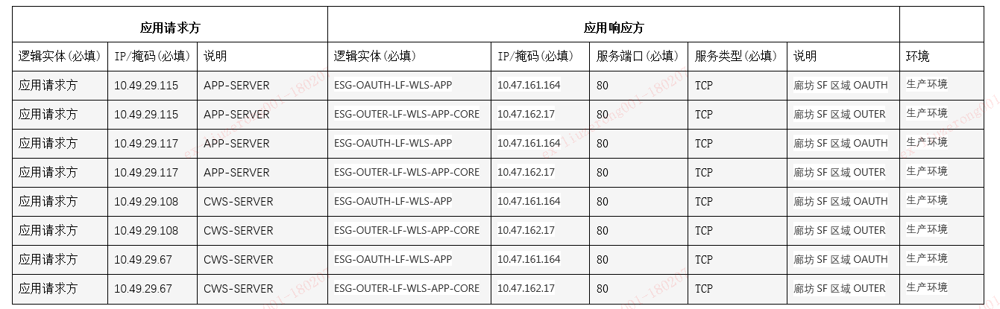 应用请求方 应用响应方
逻辑实体(必填) IP/掩码(必填) 说明 逻辑实体(必填) IP/掩码(必填) 服务端口(必填) 服务类型(必填) 说明 环境
应用请求方 10.49.29.115 APP-SERVER ESG-OAUTH-LF-WLS-APP 10.47.161.164 80 TCP 廊坊 SF 区域 OAUTH 生产环境
应用请求方 10.49.29.115 APP-SERVER ESG-OUTER-LF-WLS-APP-CORE 10.47.162.17 80 TCP 廊坊 SF 区域 OUTER 生产环境
应用请求方 10.49.29.117 APP-SERVER ESG-OAUTH-LF-WLS-APP 10.47.161.164 80 TCP 廊坊 SF 区域 OAUTH 生产环境
应用请求方 10.49.29.117 APP-SERVER ESG-OUTER-LF-WLS-APP-CORE 10.47.162.17 80 TCP 廊坊 SF 区域 OUTER 生产环境
应用请求方 10.49.29.108 CWS-SERVER ESG-OAUTH-LF-WLS-APP 10.47.161.164 80 TCP 廊坊 SF 区域 OAUTH 生产环境
应用请求方 10.49.29.108 CWS-SERVER ESG-OUTER-LF-WLS-APP-CORE 10.47.162.17 80 TCP 廊坊 SF 区域 OUTER 生产环境
应用请求方 10.49.29.67 CWS-SERVER ESG-OAUTH-LF-WLS-APP 10.47.161.164 80 TCP 廊坊 SF 区域 OAUTH 生产环境
应用请求方 10.49.29.67 CWS-SERVER ESG-OUTER-LF-WLS-APP-CORE 10.47.162.17 80 TCP 廊坊 SF 区域 OUTER 生产环境